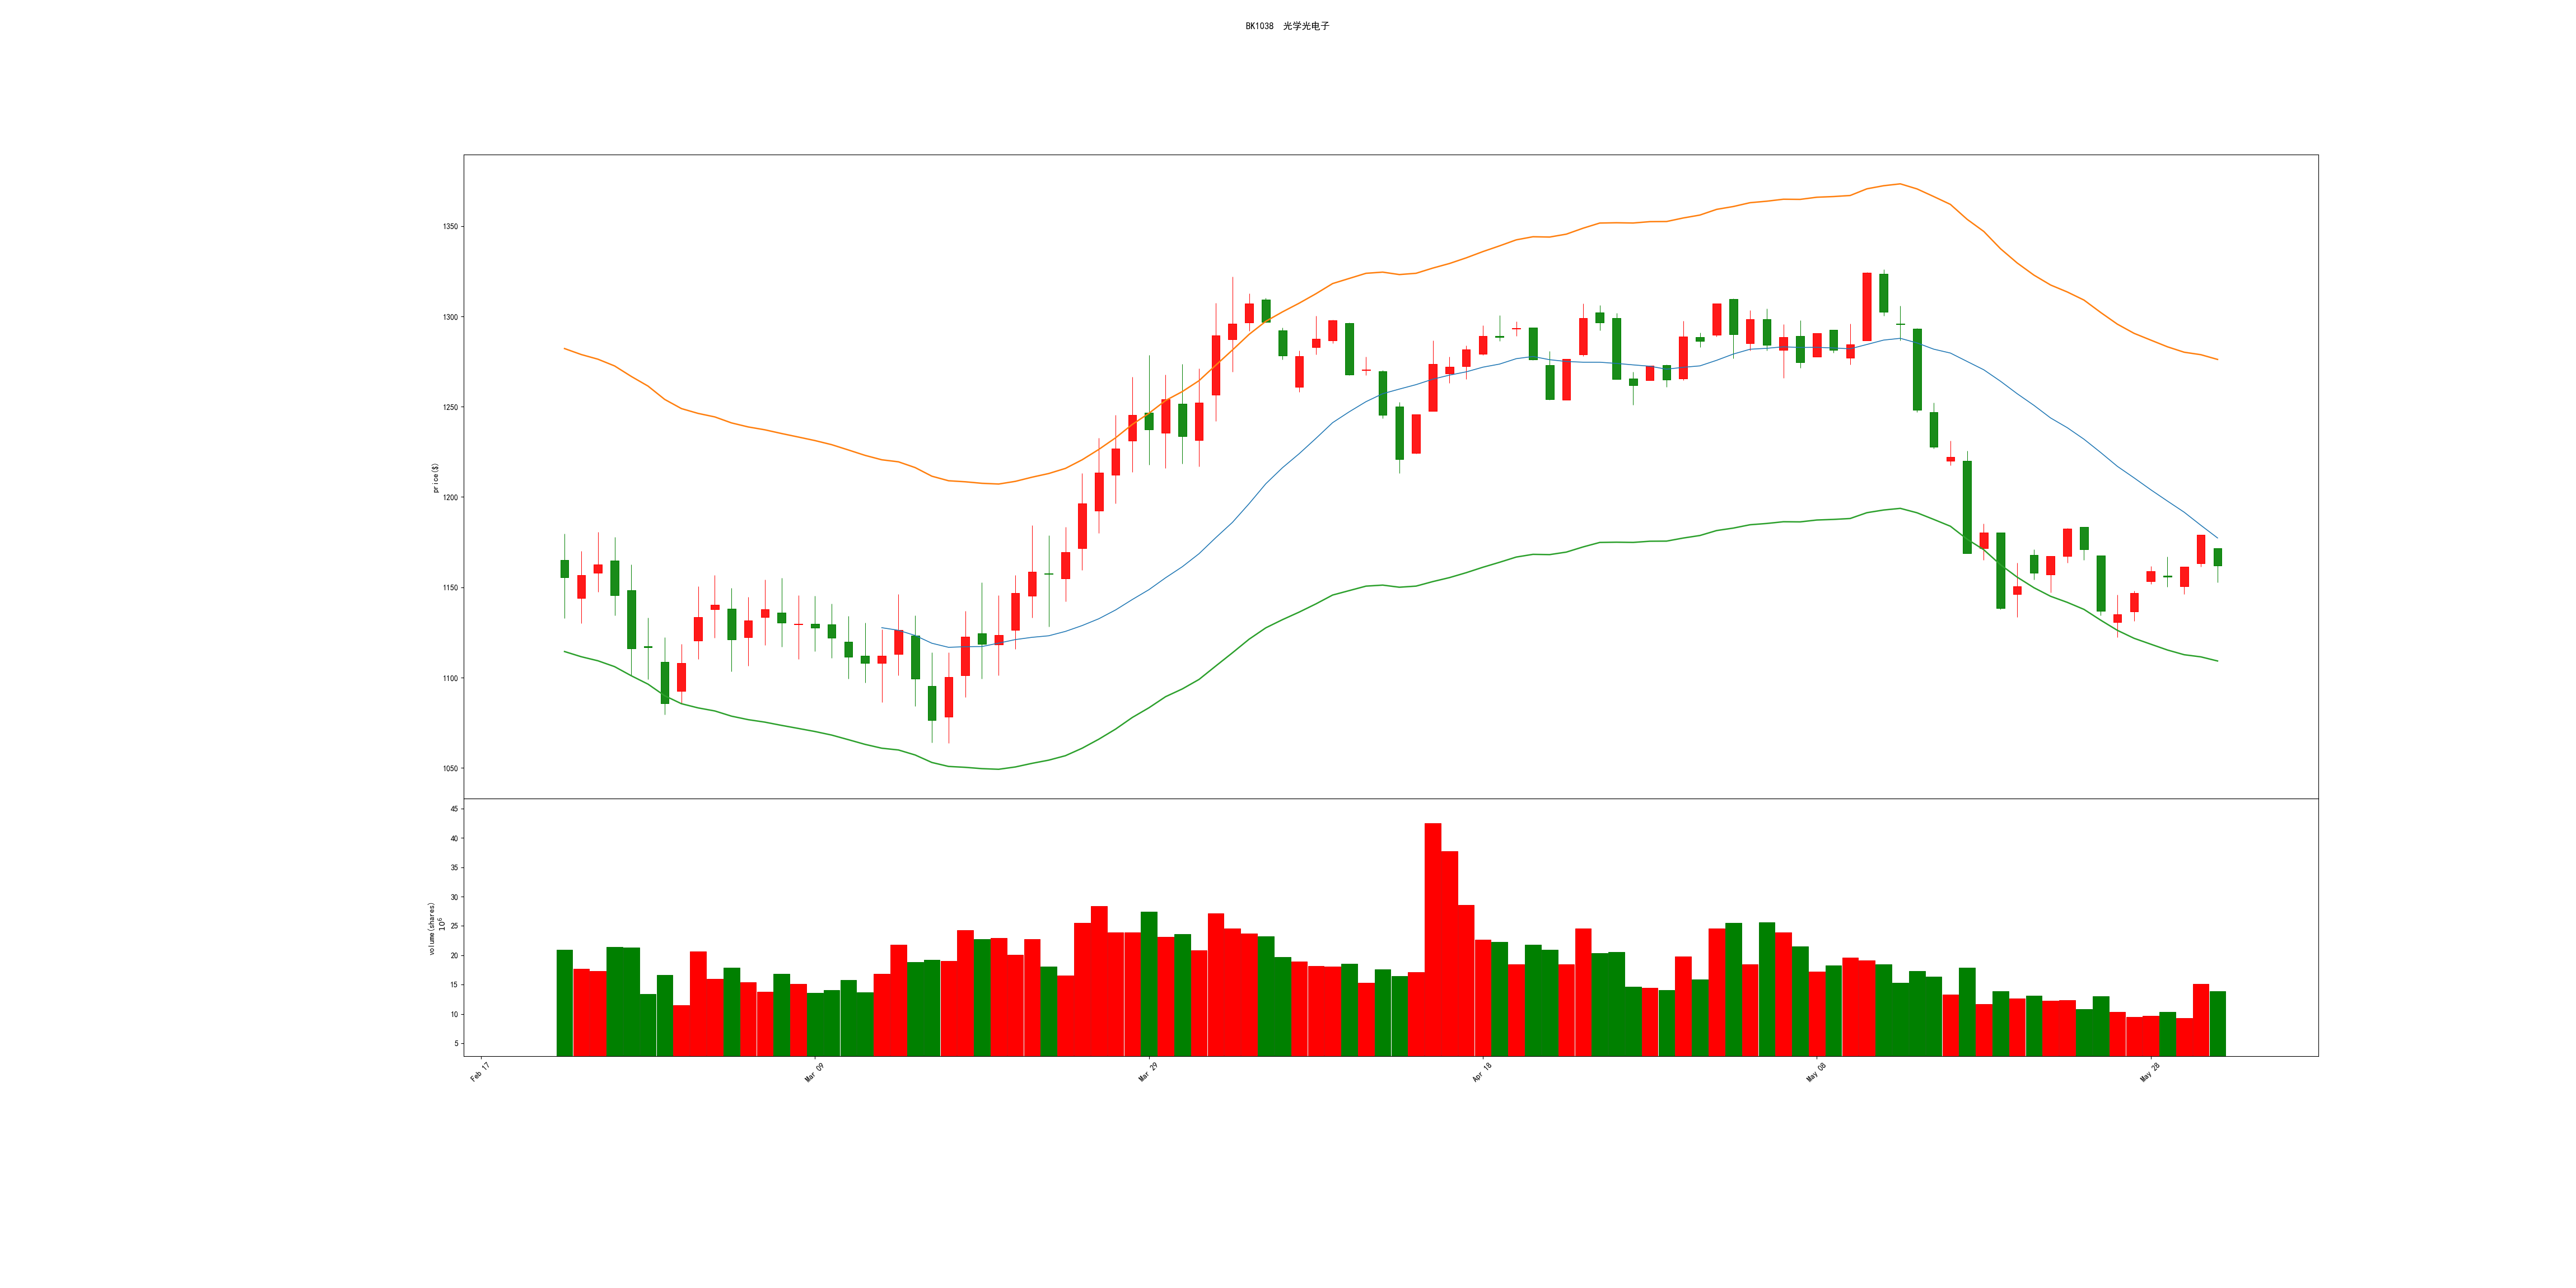 BK1038 光学光电子
price($)
1350
1300
1250
1200
1150
1100
1050
volume(shares)
10^6
45
40
35
30
25
20
15
10
5
Feb 17
Mar 09
Mar 29
Apr 18
May 08
May 28